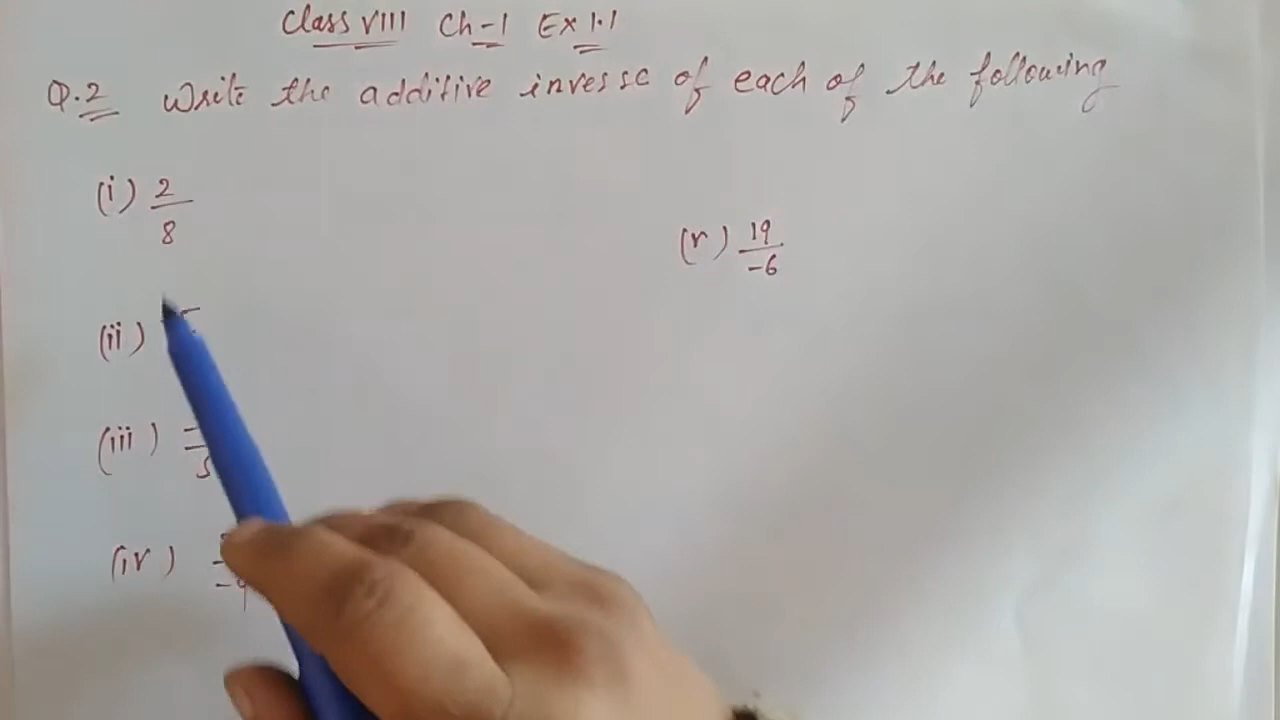 Class VIII Ch-1 Ex 1.1
Q.2 Write the additive inverse of each of the following
(i) 2/8
(v) 19/-6
(ii)
(iii)
(iv)